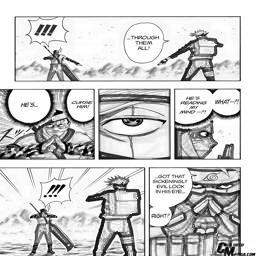 ...THROUGH
THEM
ALL!
!!!
WHAT—?!
HE'S
READING
MY
MIND—?!
CURSE
HIM!
HE'S...
...GOT THAT
SICKENINGLY
EVIL LOOK
IN HIS EYE...
RIGHT?
!!!